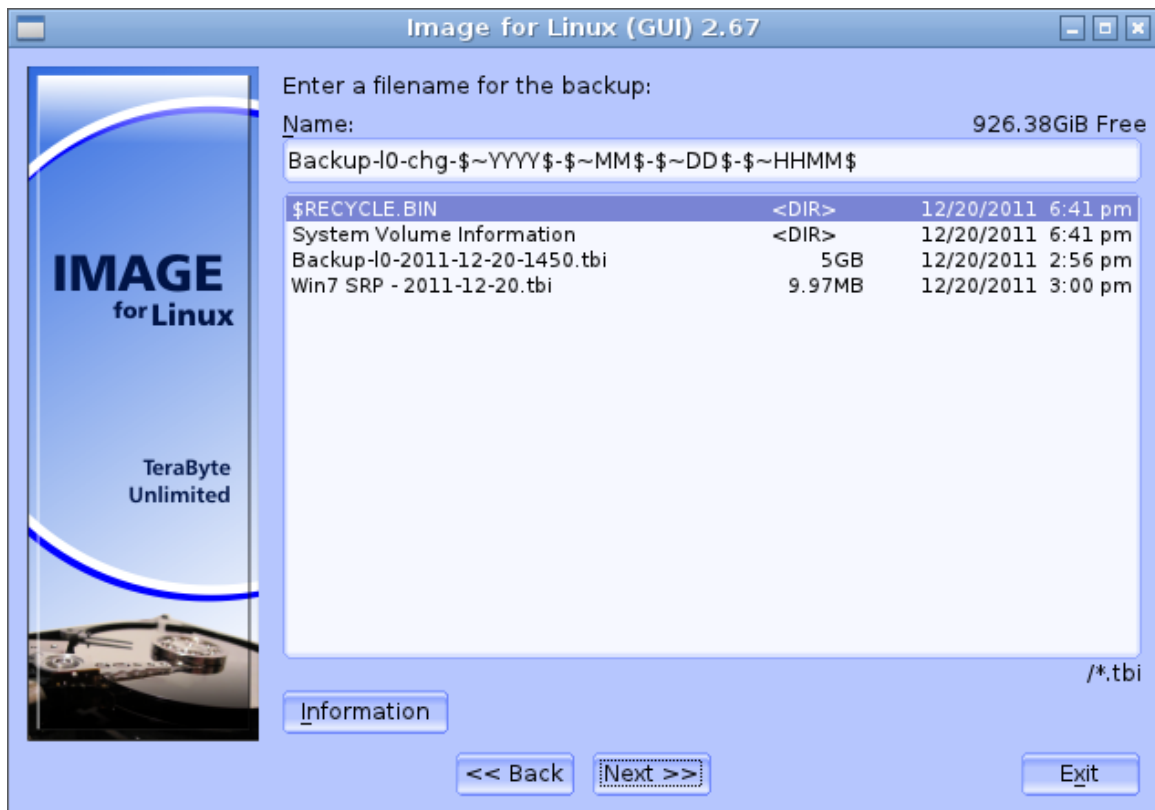 Image for Linux (GUI) 2.67
IMAGE
for Linux
TeraByte
Unlimited
Enter a filename for the backup:
Name: 926.38GiB Free
Backup-l0-chg-$~YYYY$-$~MM$-$~DD$-$~HHMM$
$RECYCLE.BIN <DIR> 12/20/2011 6:41 pm
System Volume Information <DIR> 12/20/2011 6:41 pm
Backup-l0-2011-12-20-1450.tbi 5GB 12/20/2011 2:56 pm
Win7 SRP - 2011-12-20.tbi 9.97MB 12/20/2011 3:00 pm
/*.tbi
Information
<< Back Next >> Exit